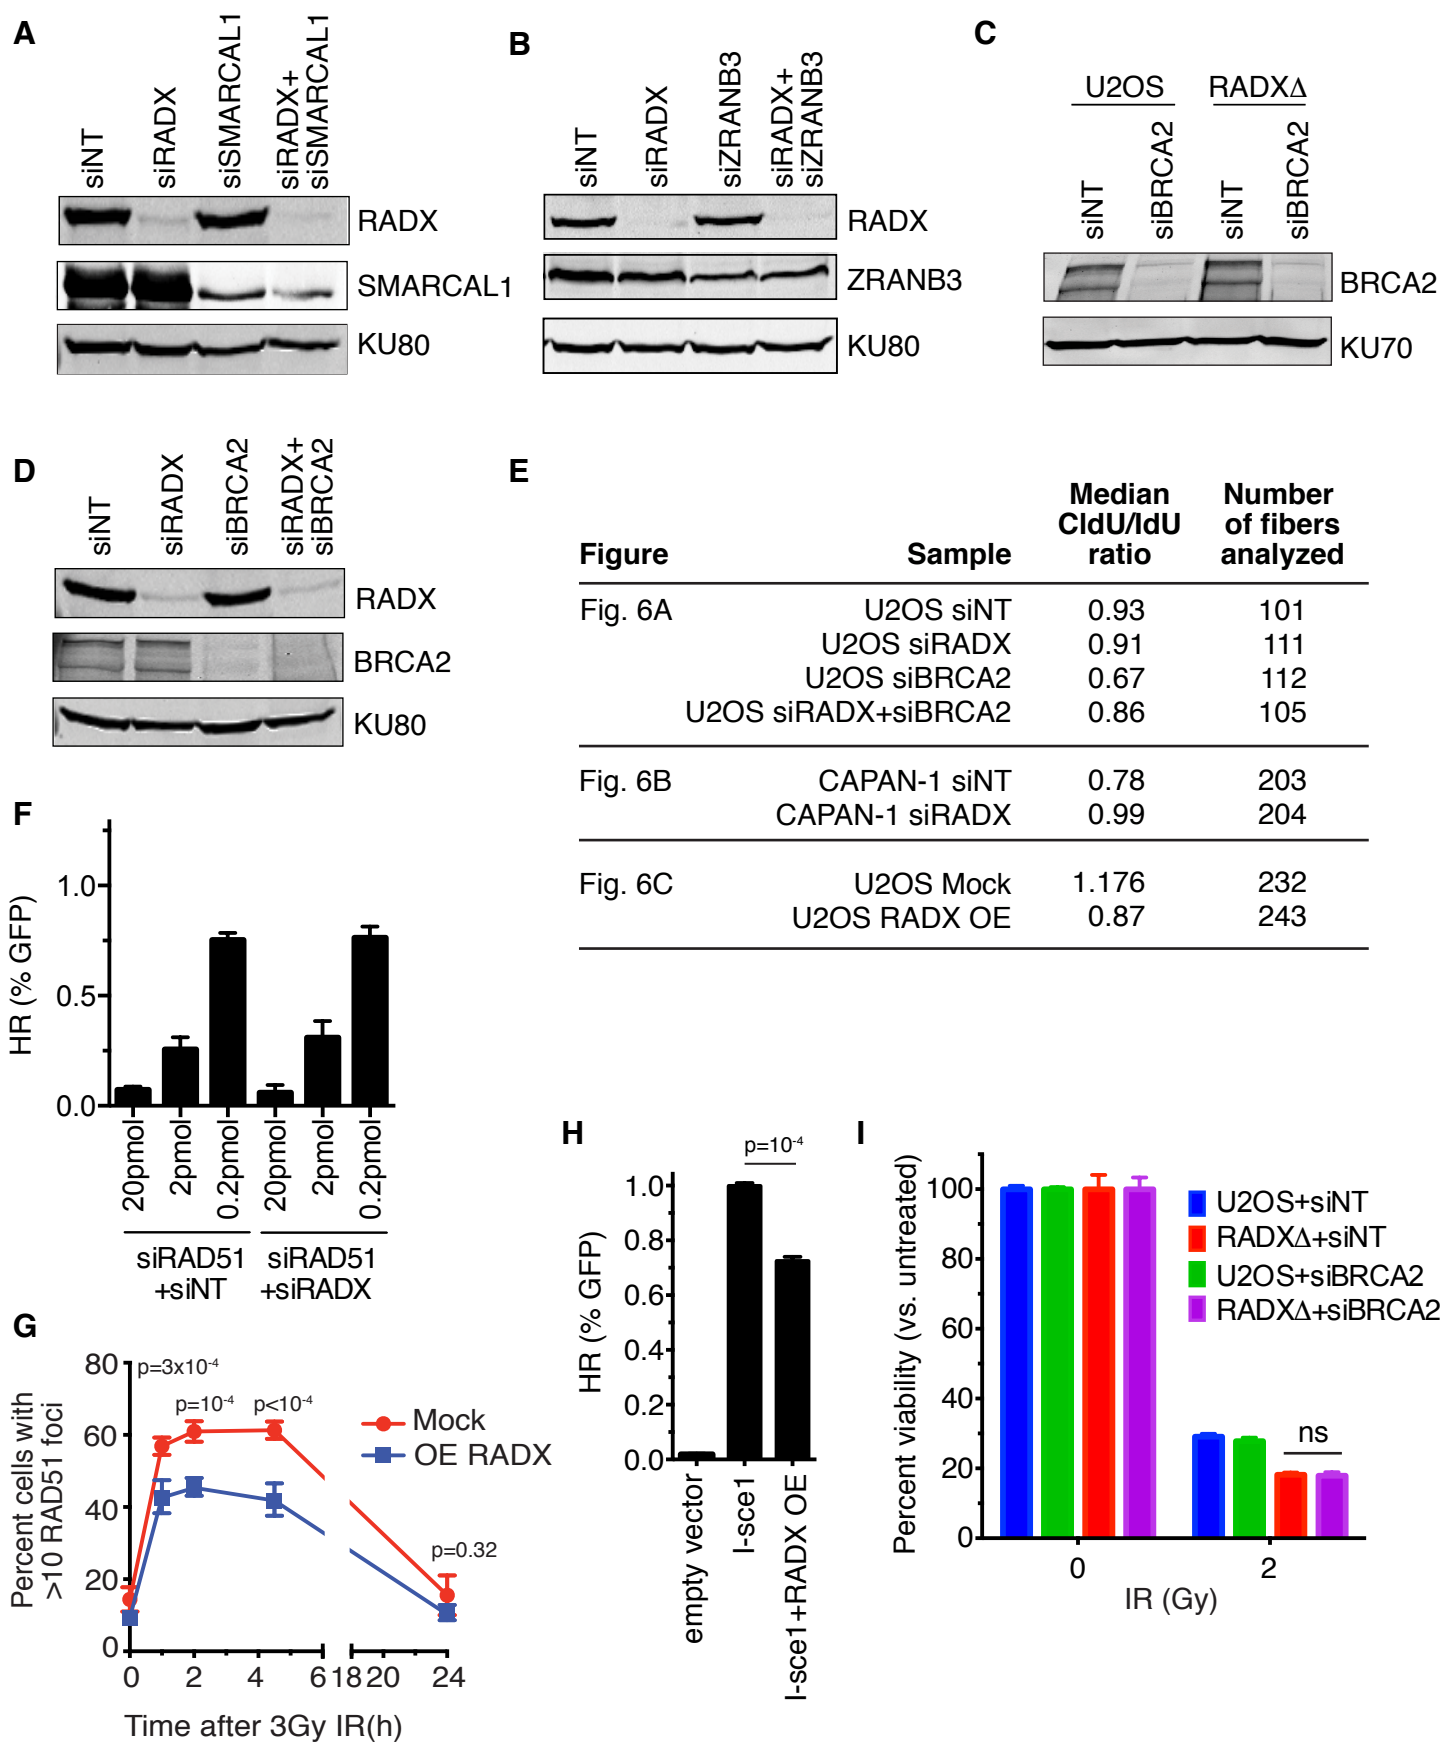 A
siNT
siRADX
siSMARCAL1
siRADX+
siSMARCAL1
RADX
SMARCAL1
KU80
B
siNT
siRADX
siZRANB3
siRADX+
siZRANB3
RADX
ZRANB3
KU80
C
U2OS RADXΔ
siNT
siBRCA2
siNT
siBRCA2
BRCA2
KU70
D
siNT
siRADX
siBRCA2
siRADX+
siBRCA2
RADX
BRCA2
KU80
E
Median Number
CldU/IdU of fibers
Figure Sample ratio analyzed
Fig. 6A U2OS siNT 0.93 101
U2OS siRADX 0.91 111
U2OS siBRCA2 0.67 112
U2OS siRADX+siBRCA2 0.86 105
Fig. 6B CAPAN-1 siNT 0.78 203
CAPAN-1 siRADX 0.99 204
Fig. 6C U2OS Mock 1.176 232
U2OS RADX OE 0.87 243
F
HR (% GFP)
1.0
0.5
0.0
20pmol
2pmol
0.2pmol
20pmol
2pmol
0.2pmol
siRAD51 siRAD51
+siNT +siRADX
G
Percent cells with
>10 RAD51 foci
80
60
40
20
0
p=3x10⁻⁴
p=10⁻⁴ p<10⁻⁴
p=0.32
Mock
OE RADX
0 2 4 6 18 20 24
Time after 3Gy IR(h)
H
p=10⁻⁴
HR (% GFP)
1.0
0.8
0.6
0.4
0.2
0.0
empty vector
I-sce1
I-sce1+RADX OE
I
Percent viability (vs. untreated)
100
80
60
40
20
0
U2OS+siNT
RADXΔ+siNT
U2OS+siBRCA2
RADXΔ+siBRCA2
ns
0 2
IR (Gy)